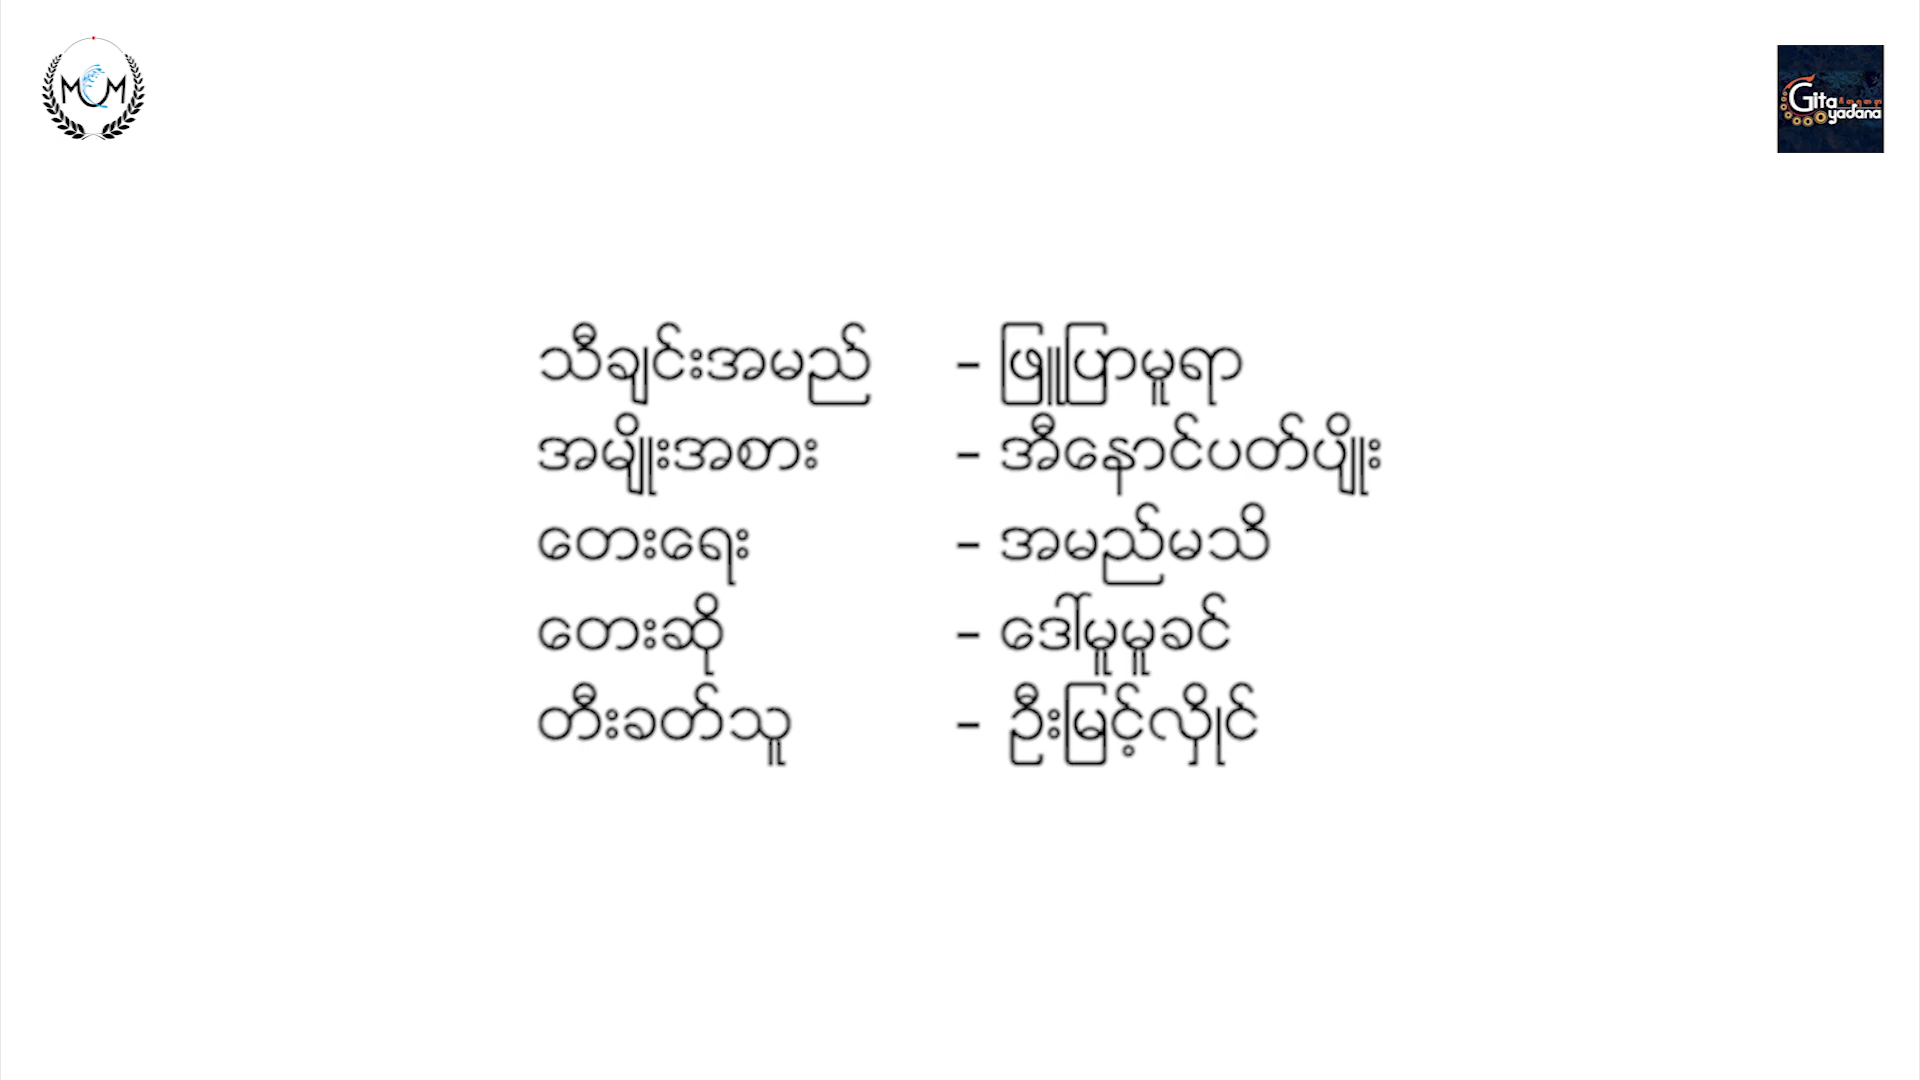 MQM
Gita
yadana
သီချင်းအမည် - ဖြူပြာမူရာ
အမျိုးအစား - အီနောင်ပတ်ပျိုး
တေးရေး - အမည်မသိ
တေးဆို - ဒေါ်မူမူခင်
တီးခတ်သူ - ဦးမြင့်လှိုင်